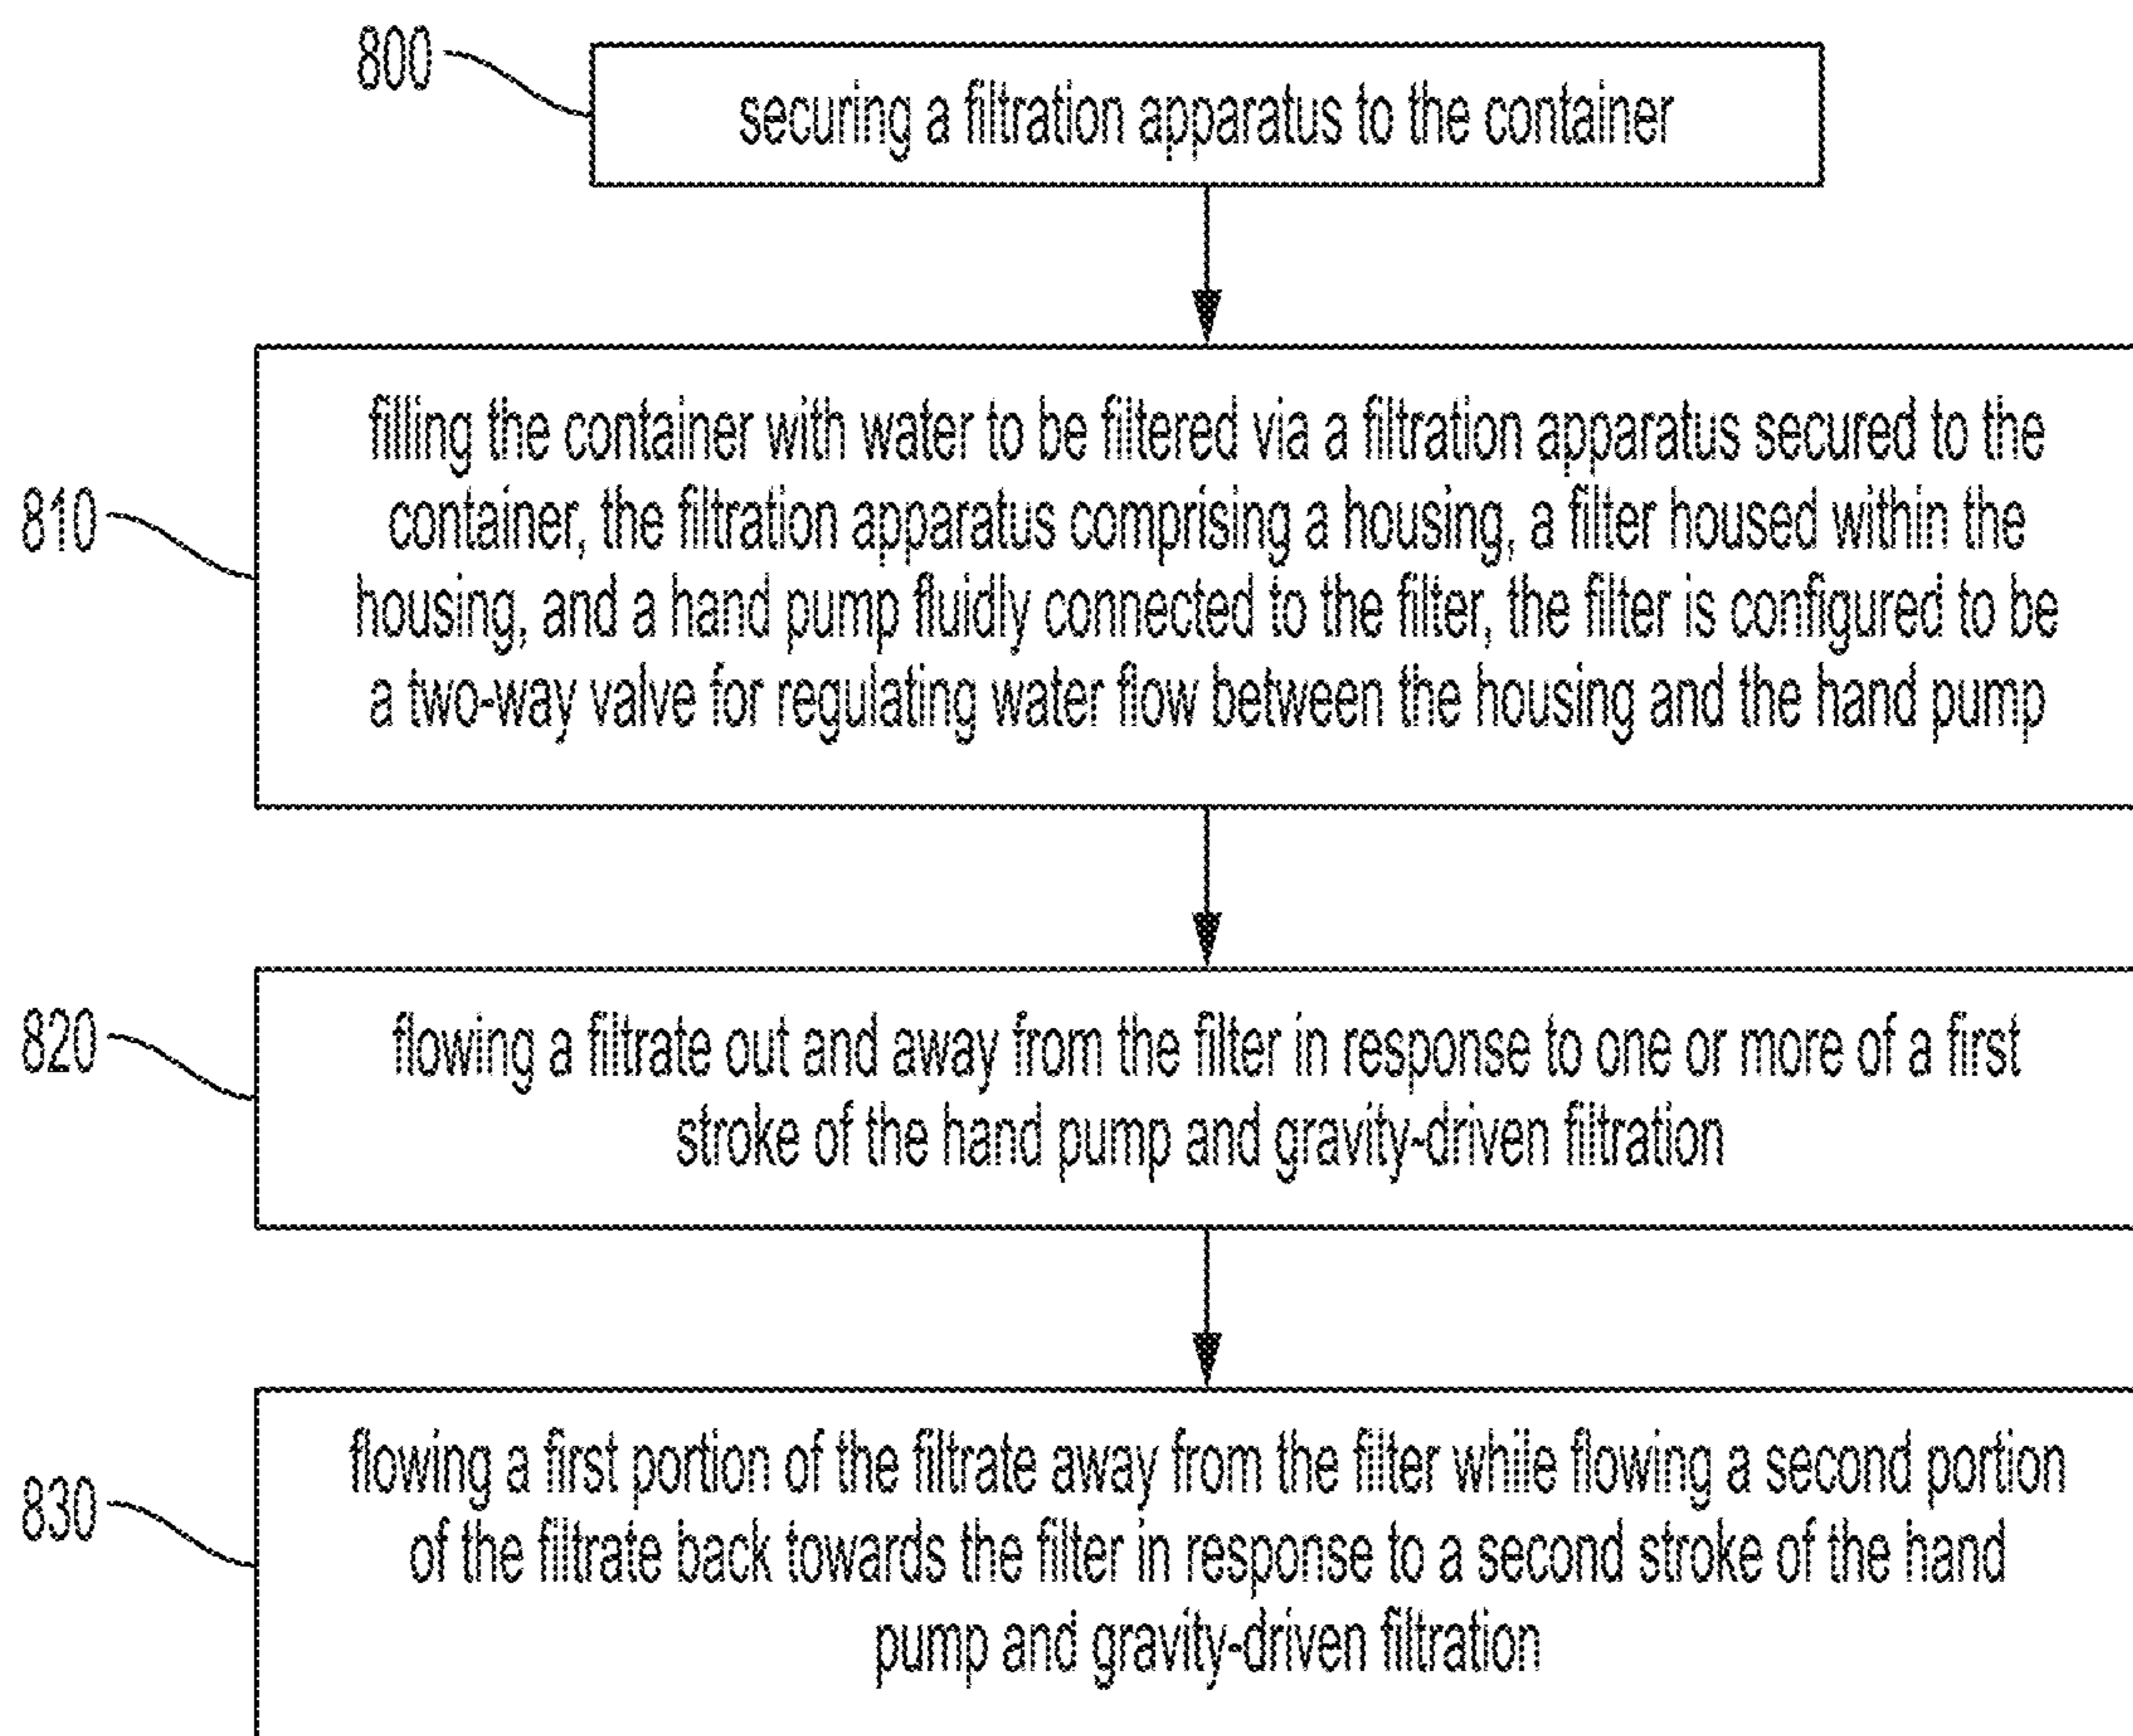 800
securing a filtration apparatus to the container
810
filling the container with water to be filtered via a filtration apparatus secured to the
container, the filtration apparatus comprising a housing, a filter housed within the
housing, and a hand pump fluidly connected to the filter, the filter is configured to be
a two-way valve for regulating water flow between the housing and the hand pump
820
flowing a filtrate out and away from the filter in response to one or more of a first
stroke of the hand pump and gravity-driven filtration
830
flowing a first portion of the filtrate away from the filter while flowing a second portion
of the filtrate back towards the filter in response to a second stroke of the hand
pump and gravity-driven filtration